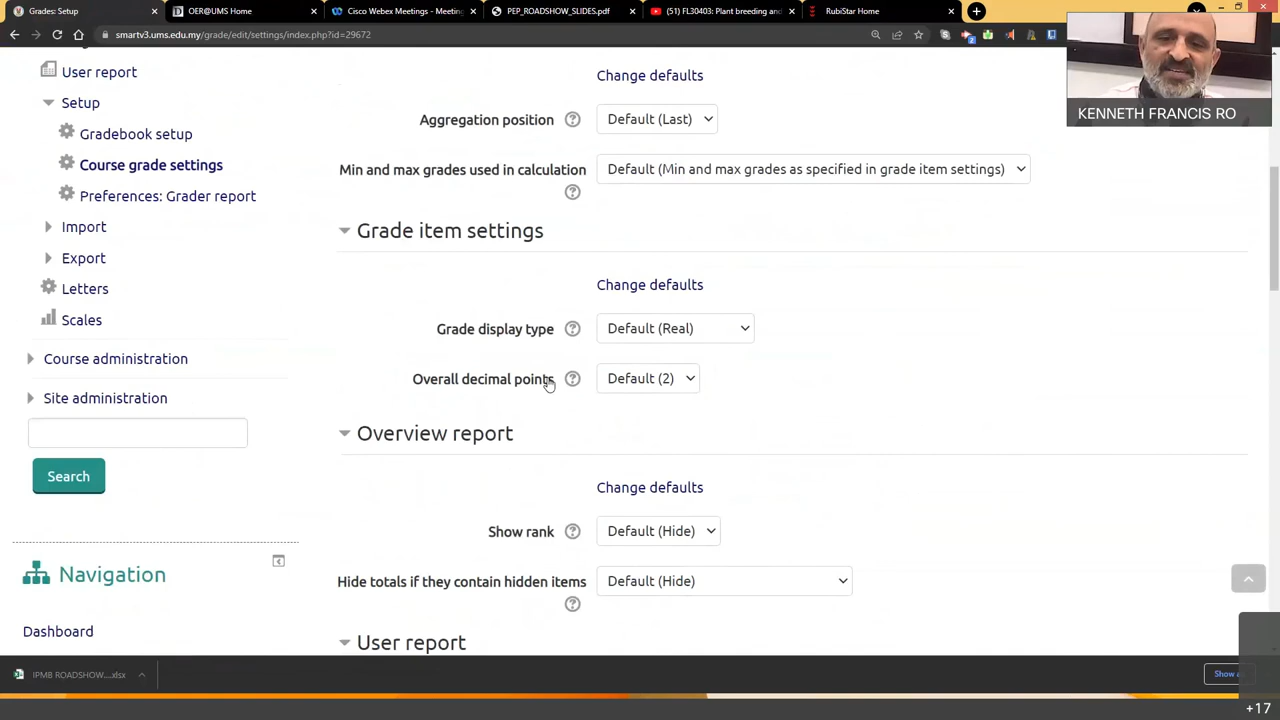 Grades: Setup
OER@UMS Home
Cisco Webex Meetings - Meeting
PEP_ROADSHOW_SLIDES.pdf
(51) FL30403: Plant breeding and
RubiStar Home
smartv3.ums.edu.my/grade/edit/settings/index.php?id=29672
KENNETH FRANCIS RO
User report
Setup
Gradebook setup
Course grade settings
Preferences: Grader report
Import
Export
Letters
Scales
Course administration
Site administration
Search
Navigation
Dashboard
Change defaults
Aggregation position
Default (Last)
Min and max grades used in calculation
Default (Min and max grades as specified in grade item settings)
Grade item settings
Change defaults
Grade display type
Default (Real)
Overall decimal points
Default (2)
Overview report
Change defaults
Show rank
Default (Hide)
Hide totals if they contain hidden items
Default (Hide)
User report
IPMB ROADSHOW....xlsx
Show
+17